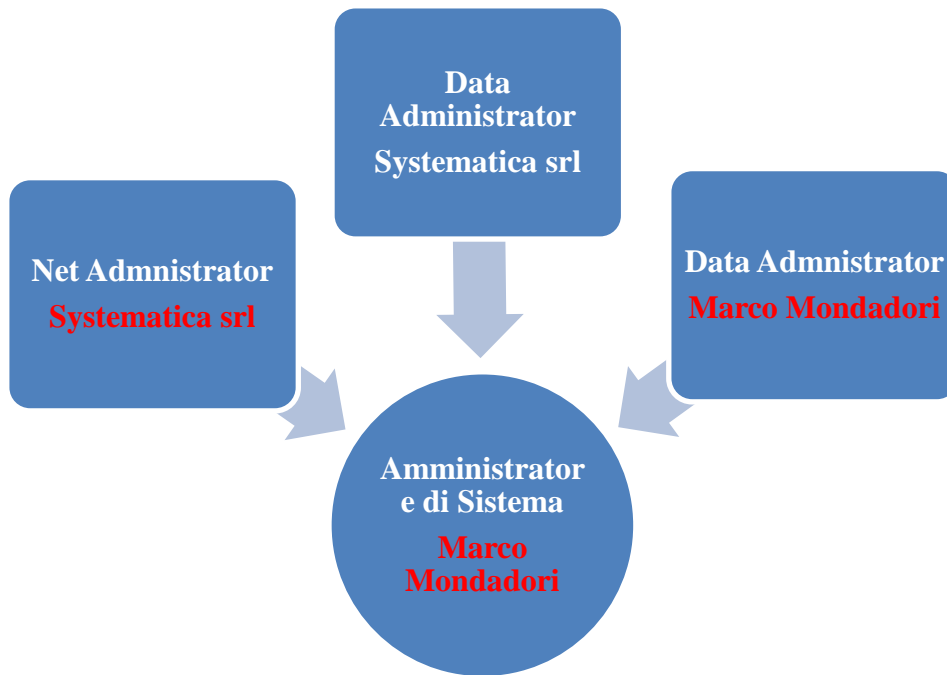 Data
Administrator
Systematica srl
Net Admnistrator
Systematica srl
Data Admnistrator
Marco Mondadori
Amministrator
e di Sistema
Marco
Mondadori